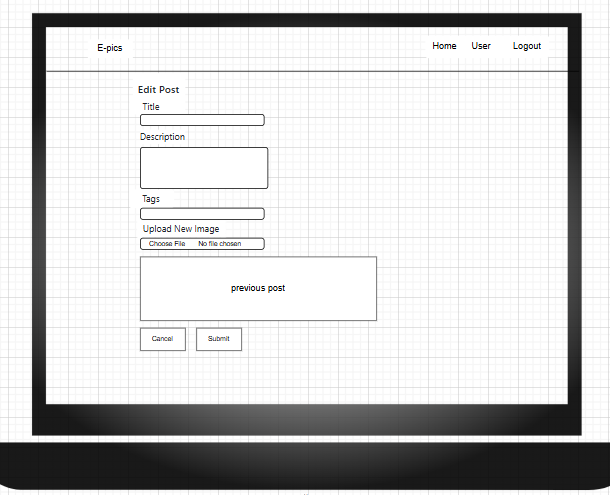 E-pics Home User Logout
Edit Post
Title
Description
Tags
Upload New Image
Choose File No file chosen
previous post
Cancel Submit